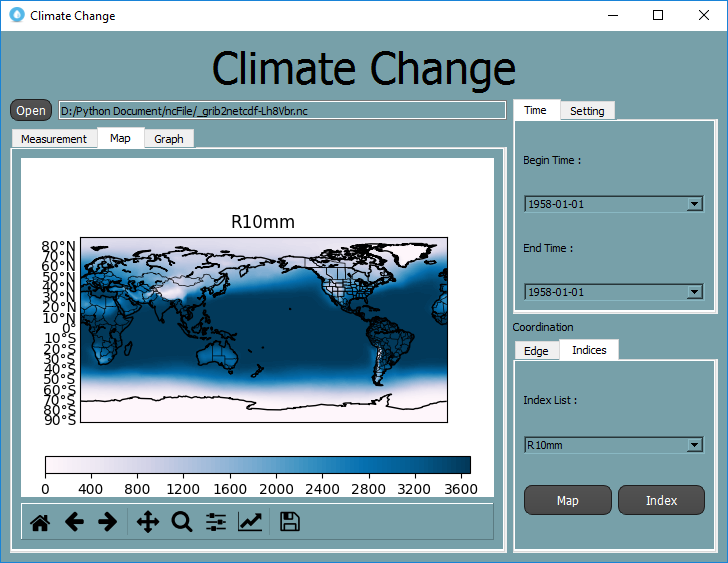 Climate Change
Climate Change
Open
D:/Python Document/ncFile/_grib2netcdf-Lh8Vbr.nc
Measurement
Map
Graph
R10mm
80°N
70°N
60°N
50°N
40°N
30°N
20°N
10°N
0°
10°S
20°S
30°S
40°S
50°S
60°S
70°S
80°S
90°S
0 400 800 1200 1600 2000 2400 2800 3200 3600
Time
Setting
Begin Time :
1958-01-01
End Time :
1958-01-01
Coordination
Edge
Indices
Index List :
R10mm
Map
Index